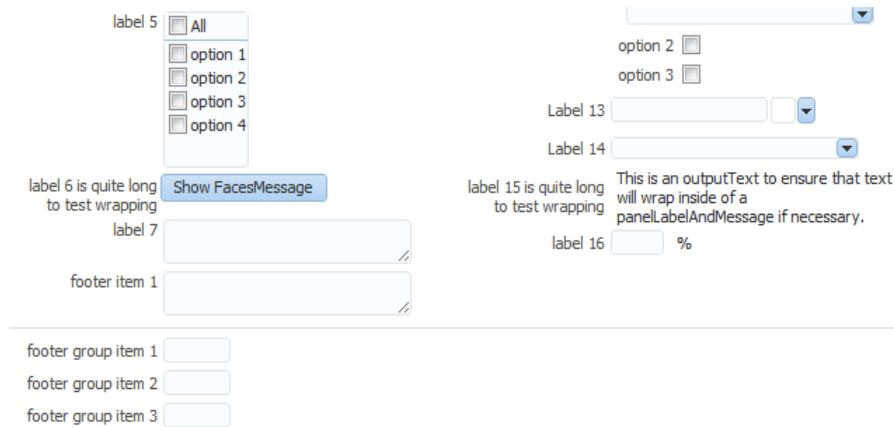 label 5
All
option 1
option 2
option 3
option 4
label 6 is quite long
to test wrapping
Show FacesMessage
label 7
footer item 1
option 2
option 3
Label 13
Label 14
label 15 is quite long
to test wrapping
This is an outputText to ensure that text
will wrap inside of a
panelLabelAndMessage if necessary.
label 16
%
footer group item 1
footer group item 2
footer group item 3